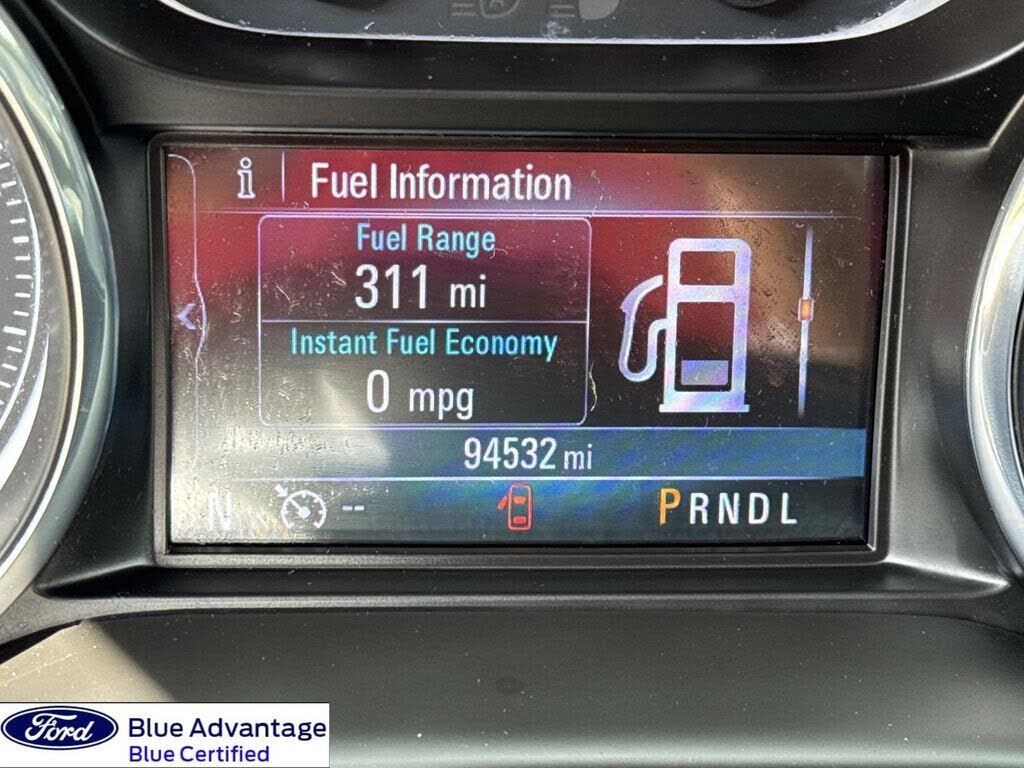 i Fuel Information
Fuel Range
311 mi
Instant Fuel Economy
0 mpg
94532 mi
N -- PRNDL
Ford Blue Advantage
Blue Certified